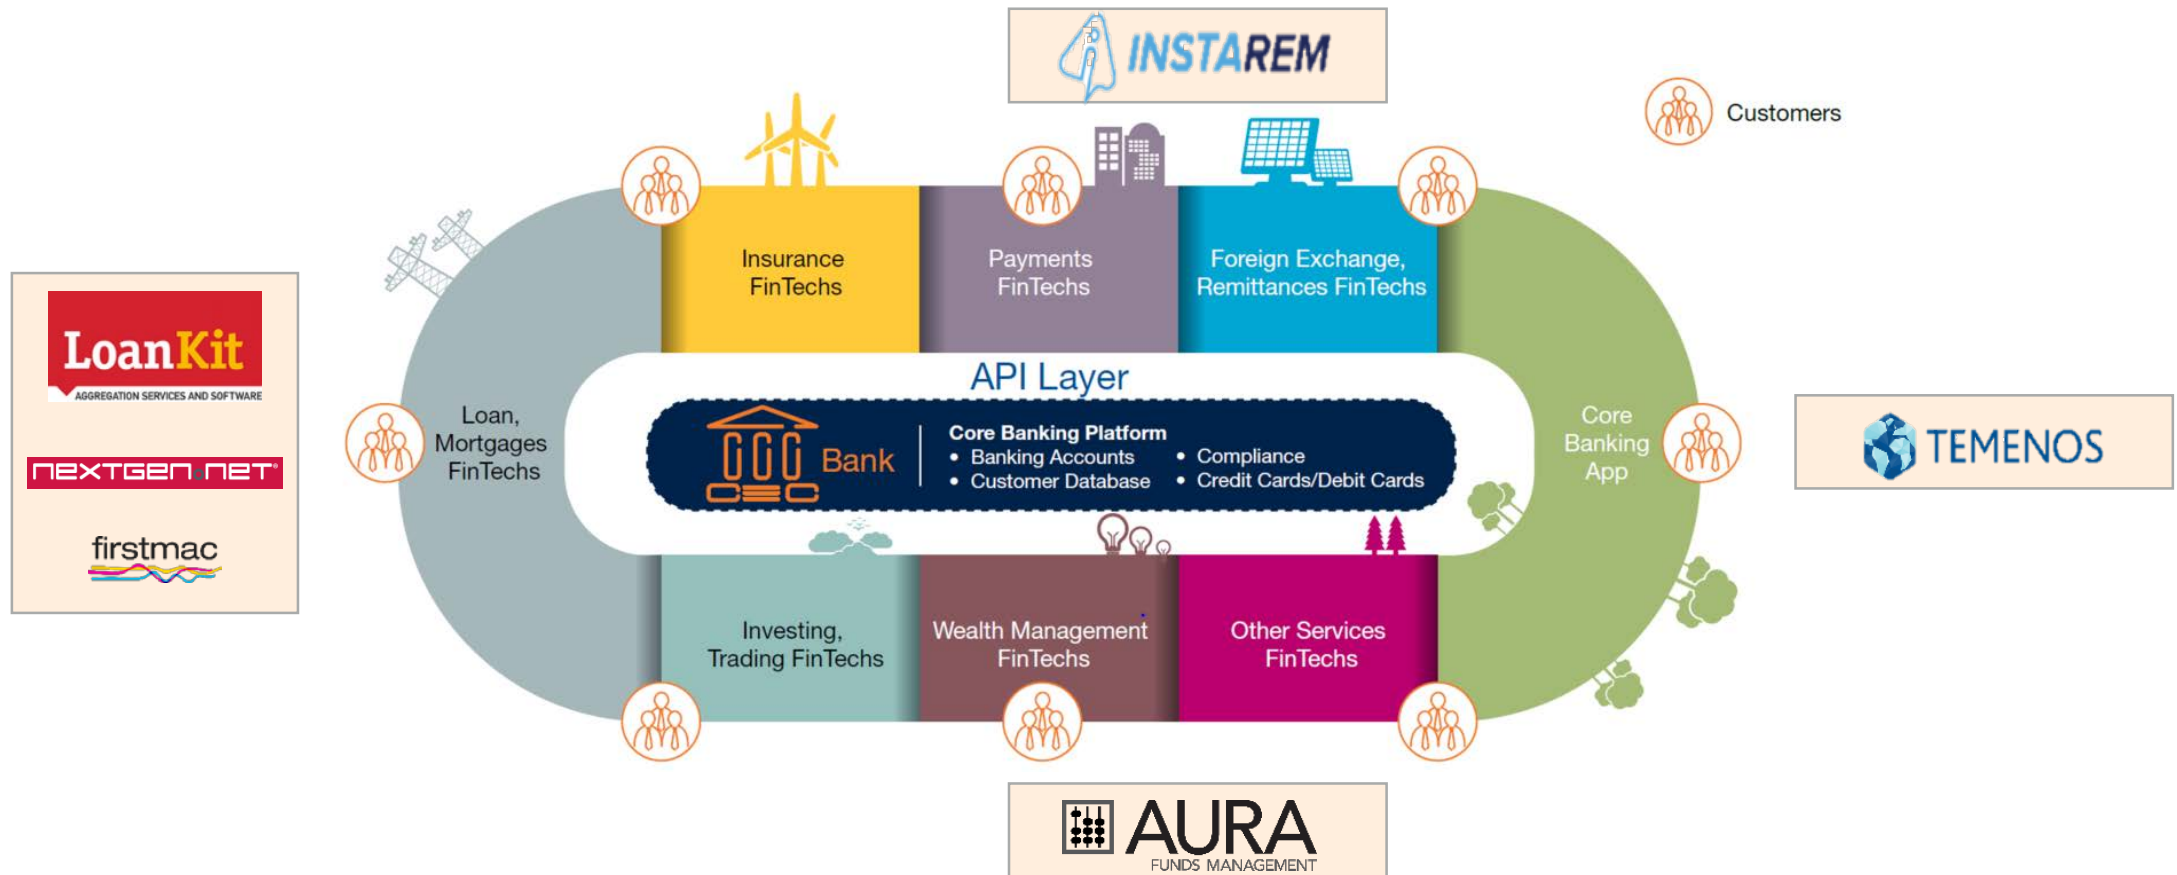 INSTAREM
Customers
Insurance
FinTechs
Payments
FinTechs
Foreign Exchange,
Remittances FinTechs
LoanKit
AGGREGATION SERVICES AND SOFTWARE
nextgen.net®
firstmac
Loan,
Mortgages
FinTechs
API Layer
Bank
Core Banking Platform
• Banking Accounts
• Customer Database
• Compliance
• Credit Cards/Debit Cards
Core
Banking
App
TEMENOS
Investing,
Trading FinTechs
Wealth Management
FinTechs
Other Services
FinTechs
AURA
FUNDS MANAGEMENT